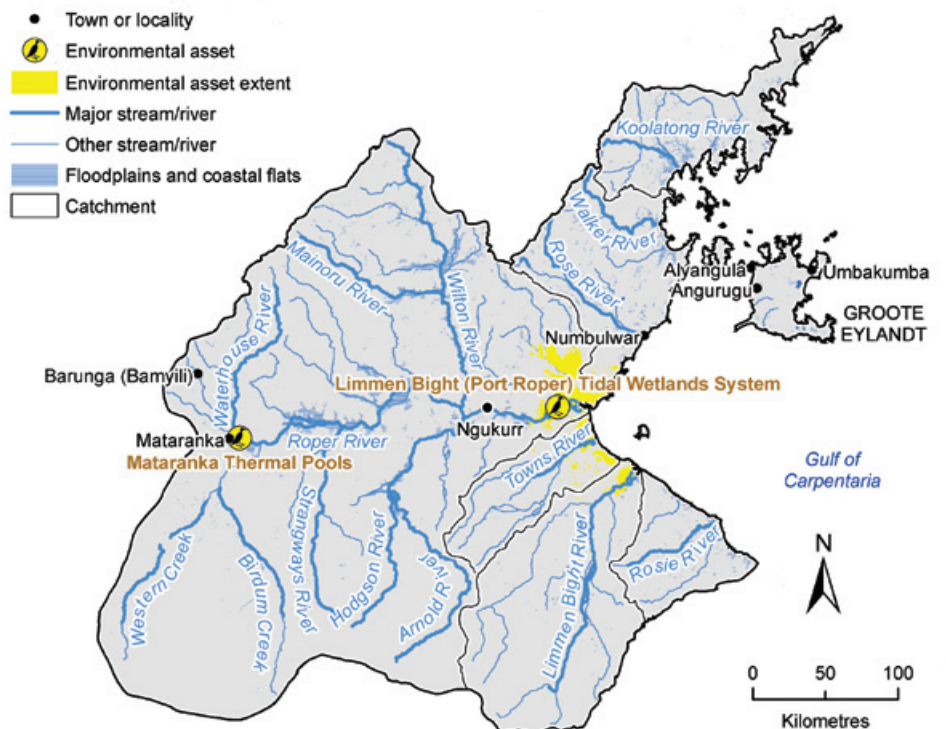 Town or locality
Environmental asset
Environmental asset extent
Major stream/river
Other stream/river
Floodplains and coastal flats
Catchment
Koolatong River
Walker River
Rose River
Mainoru River
Wilton River
Waterhouse River
Alyangula
Angurugu
Umbakumba
GROOTE
EYLANDT
Numbulwar
Barunga (Bamyili)
Limmen Bight (Port Roper) Tidal Wetlands System
Ngukurr
Mataranka
Roper River
Mataranka Thermal Pools
Towns River
Gulf of
Carpentaria
Strangways River
Hodgson River
Arnold River
Western Creek
Birdum Creek
Limmen Bight River
Rosie River
N
0 50 100
Kilometres